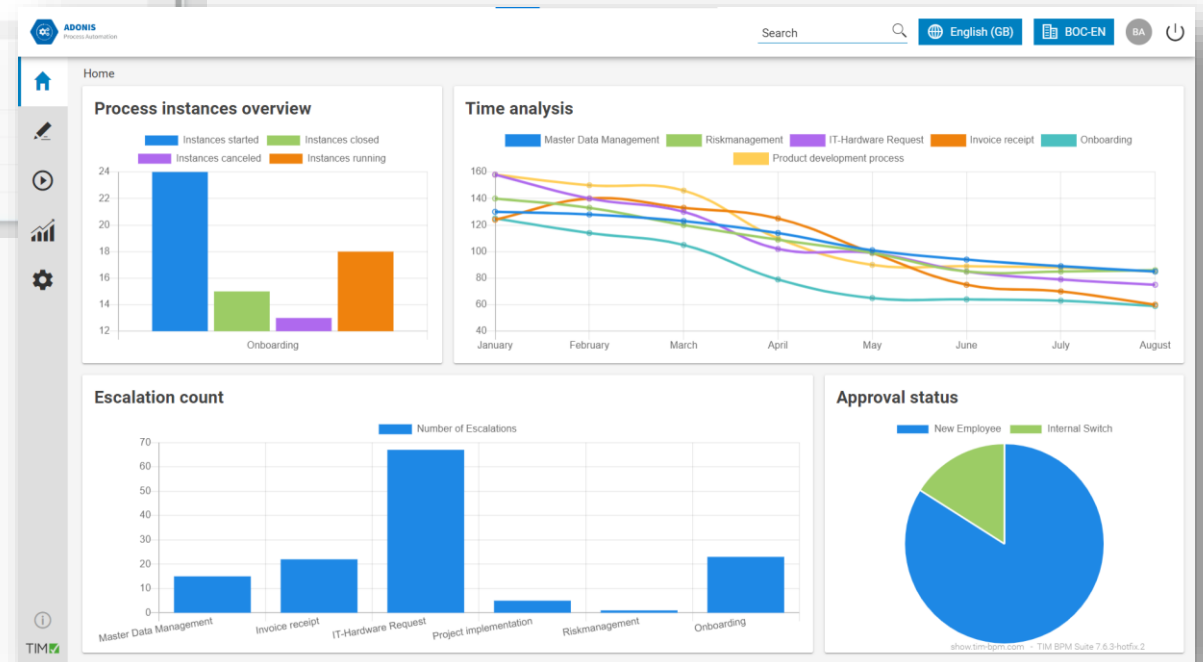 ADONIS
Process Automation
Search
English (GB)
BOC-EN
BA
Home
Process instances overview
Instances started Instances closed
Instances canceled Instances running
24
22
20
18
16
14
12
Onboarding
Time analysis
Master Data Management Riskmanagement IT-Hardware Request Invoice receipt Onboarding
Product development process
160
140
120
100
80
60
40
January February March April May June July August
Escalation count
Number of Escalations
70
60
50
40
30
20
10
0
Master Data Management Invoice receipt IT-Hardware Request Project implementation Riskmanagement Onboarding
Approval status
New Employee Internal Switch
show.tim-bpm.com - TIM BPM Suite 7.6.3-hotfix.2
TIM